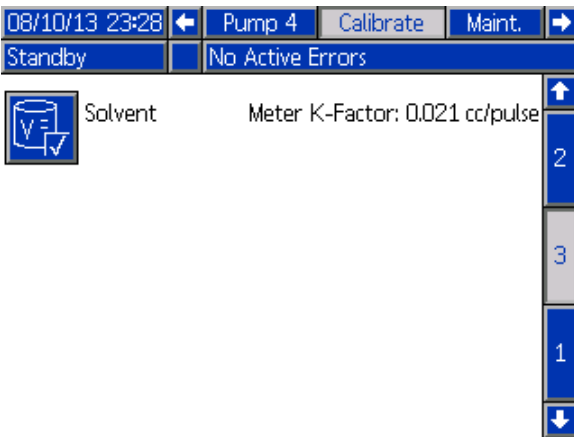 08/10/13 23:28 Pump 4 Calibrate Maint.
Standby No Active Errors
Solvent Meter K-Factor: 0.021 cc/pulse
V=
2
3
1